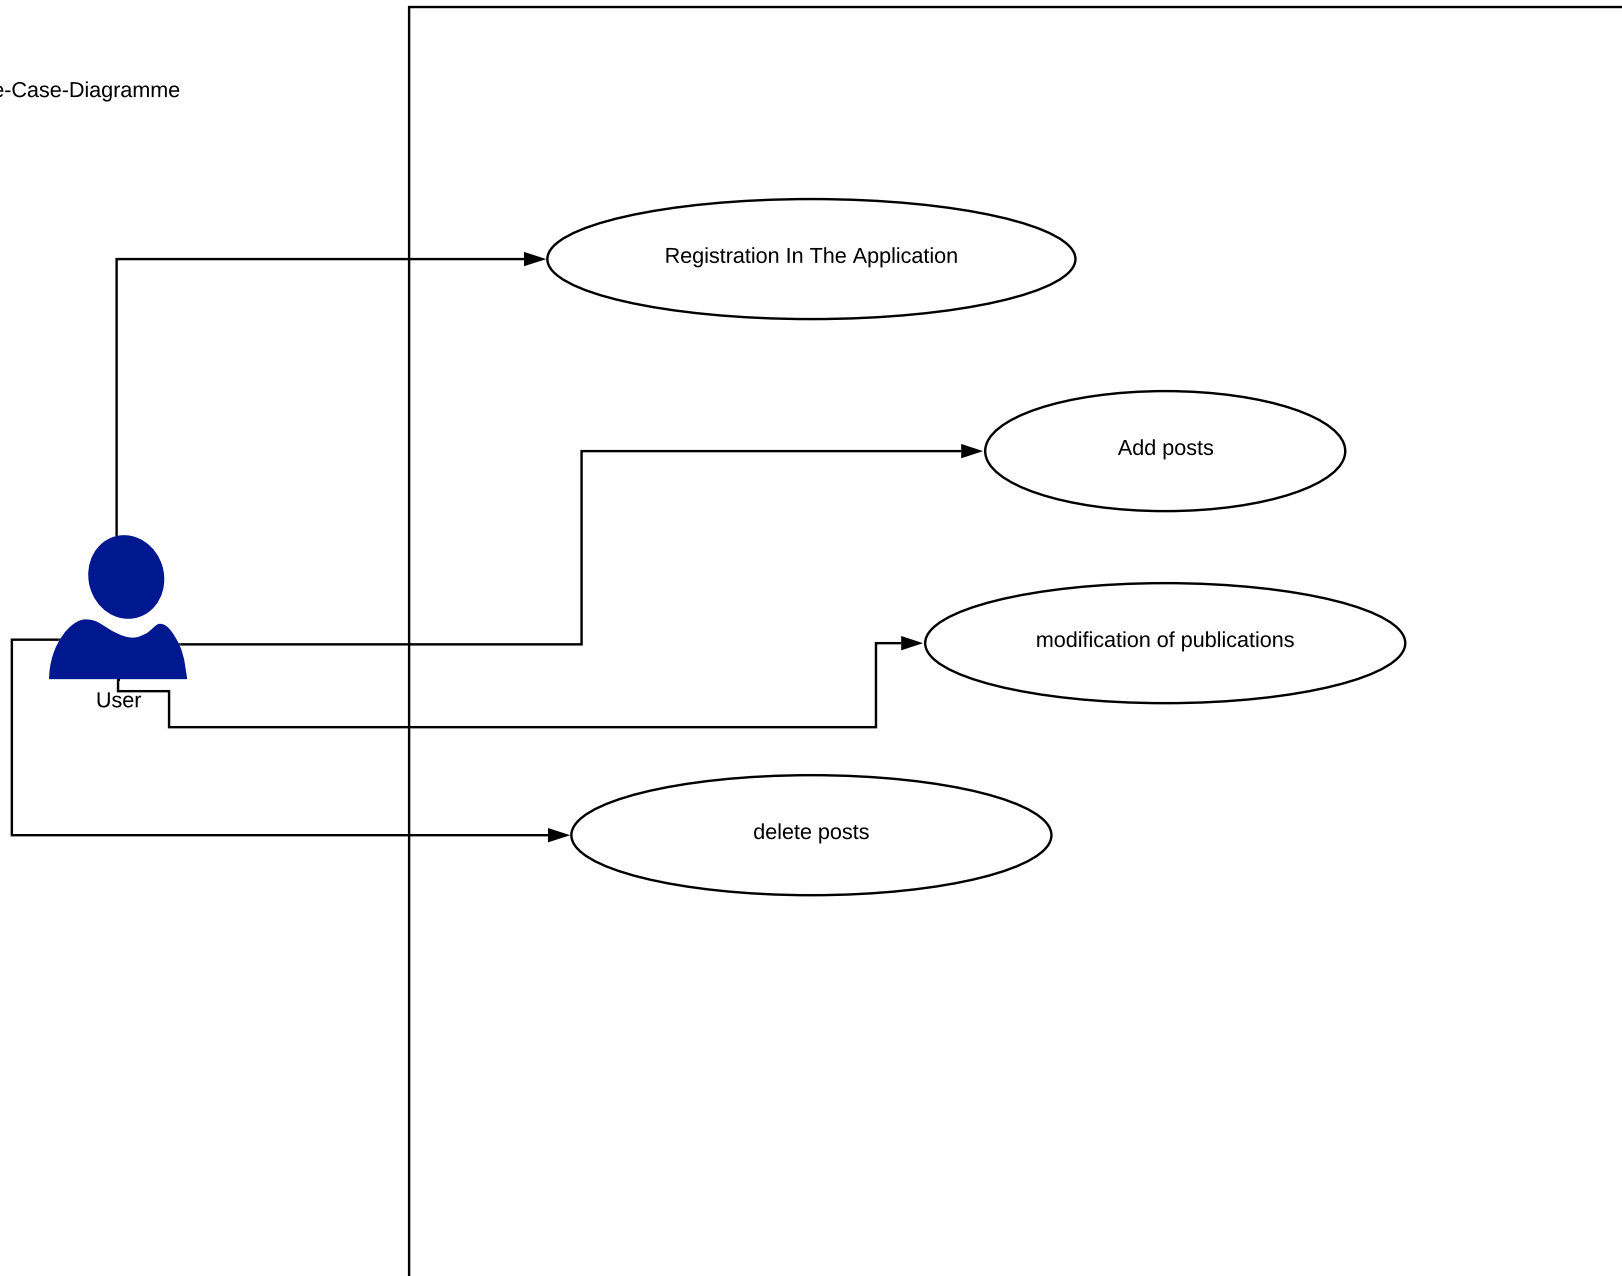 e-Case-Diagramme
Registration In The Application
Add posts
modification of publications
User
delete posts